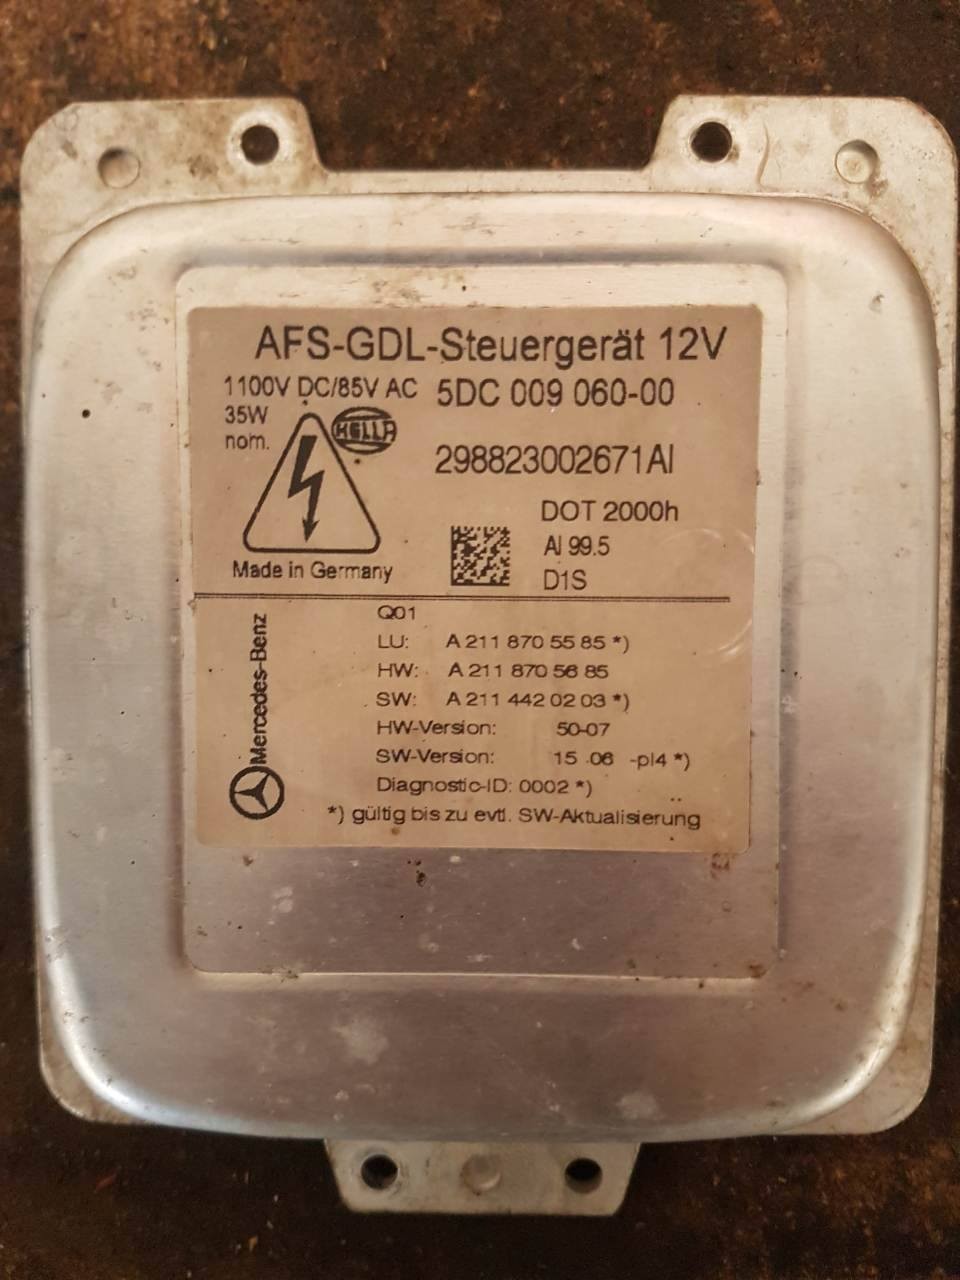 AFS-GDL-Steuergerät 12V
1100V DC/85V AC 5DC 009 060-00
35W
nom.
HELLA
298823002671AI
DOT 2000h
Al 99.5
D1S
Made in Germany
Mercedes-Benz
Q01
LU: A 211 870 55 85 *)
HW: A 211 870 56 85
SW: A 211 442 02 03 *)
HW-Version: 50-07
SW-Version: 15 .06 -pl4 *)
Diagnostic-ID: 0002 *)
*) gültig bis zu evtl. SW-Aktualisierung